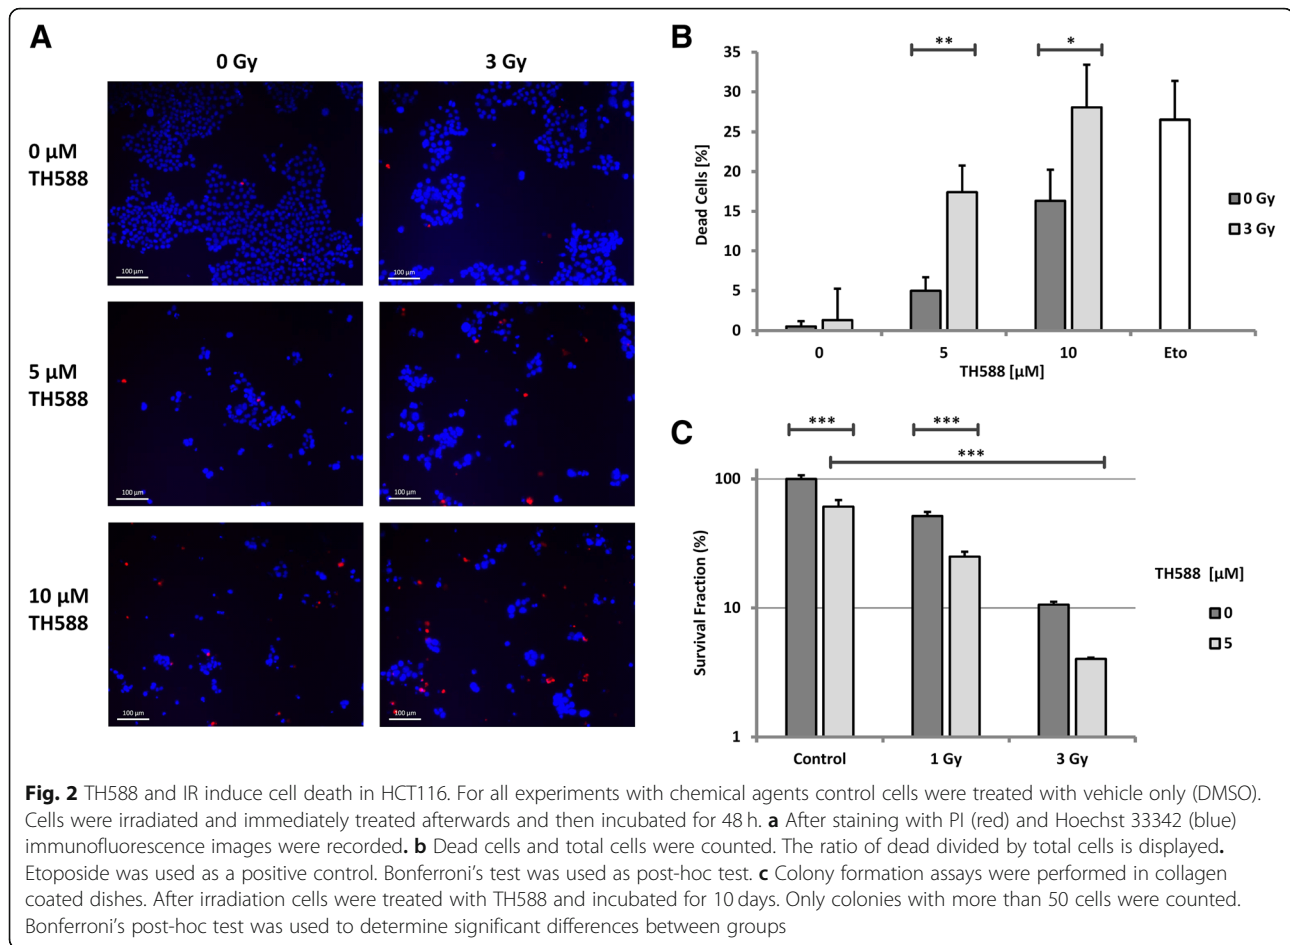 A
0 Gy
3 Gy
0 µM
TH588
100 µm
100 µm
5 µM
TH588
100 µm
100 µm
10 µM
TH588
100 µm
100 µm
B
**
*
35
30
25
20
15
10
5
0
Dead Cells [%]
0
5
10
Eto
TH588 [µM]
0 Gy
3 Gy
C
***
***
***
100
10
1
Survival Fraction (%)
Control
1 Gy
3 Gy
TH588 [µM]
0
5
Fig. 2 TH588 and IR induce cell death in HCT116. For all experiments with chemical agents control cells were treated with vehicle only (DMSO).
Cells were irradiated and immediately treated afterwards and then incubated for 48 h. a After staining with PI (red) and Hoechst 33342 (blue)
immunofluorescence images were recorded. b Dead cells and total cells were counted. The ratio of dead divided by total cells is displayed.
Etoposide was used as a positive control. Bonferroni's test was used as post-hoc test. c Colony formation assays were performed in collagen
coated dishes. After irradiation cells were treated with TH588 and incubated for 10 days. Only colonies with more than 50 cells were counted.
Bonferroni's post-hoc test was used to determine significant differences between groups